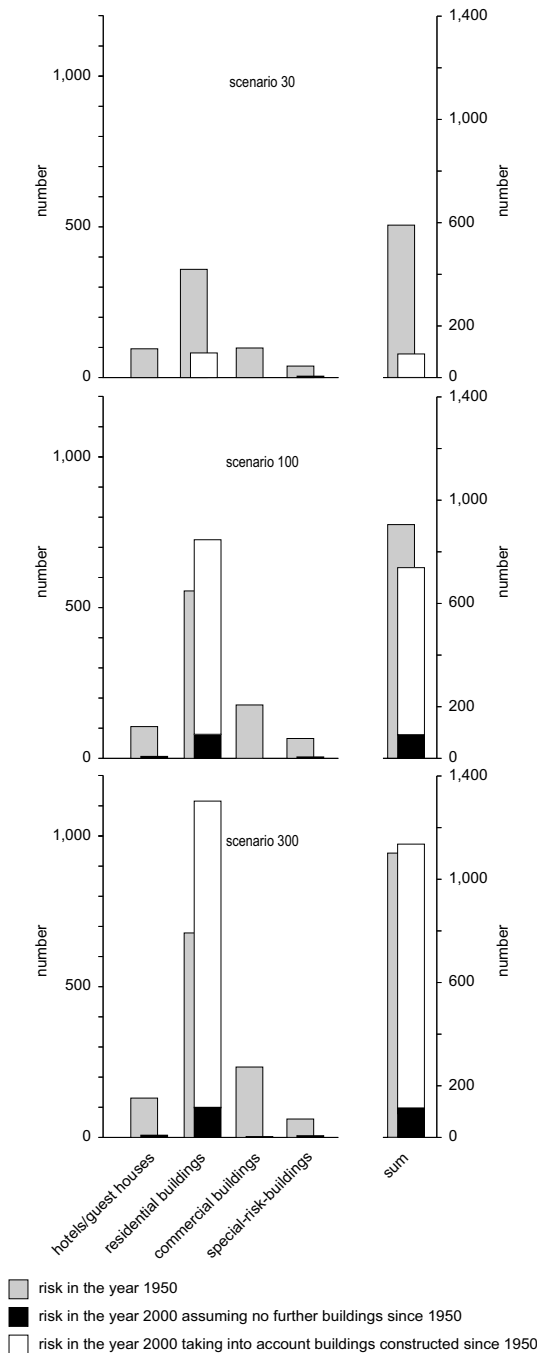 1,400
1,000
scenario 30
1,000
number
number
500
600
200
0
0
1,400
1,000
scenario 100
1,000
number
number
500
600
200
0
0
1,400
1,000
scenario 300
1,000
number
number
500
600
200
0
0
hotels/guest houses
residential buildings
commercial buildings
special-risk-buildings
sum
risk in the year 1950
risk in the year 2000 assuming no further buildings since 1950
risk in the year 2000 taking into account buildings constructed since 1950